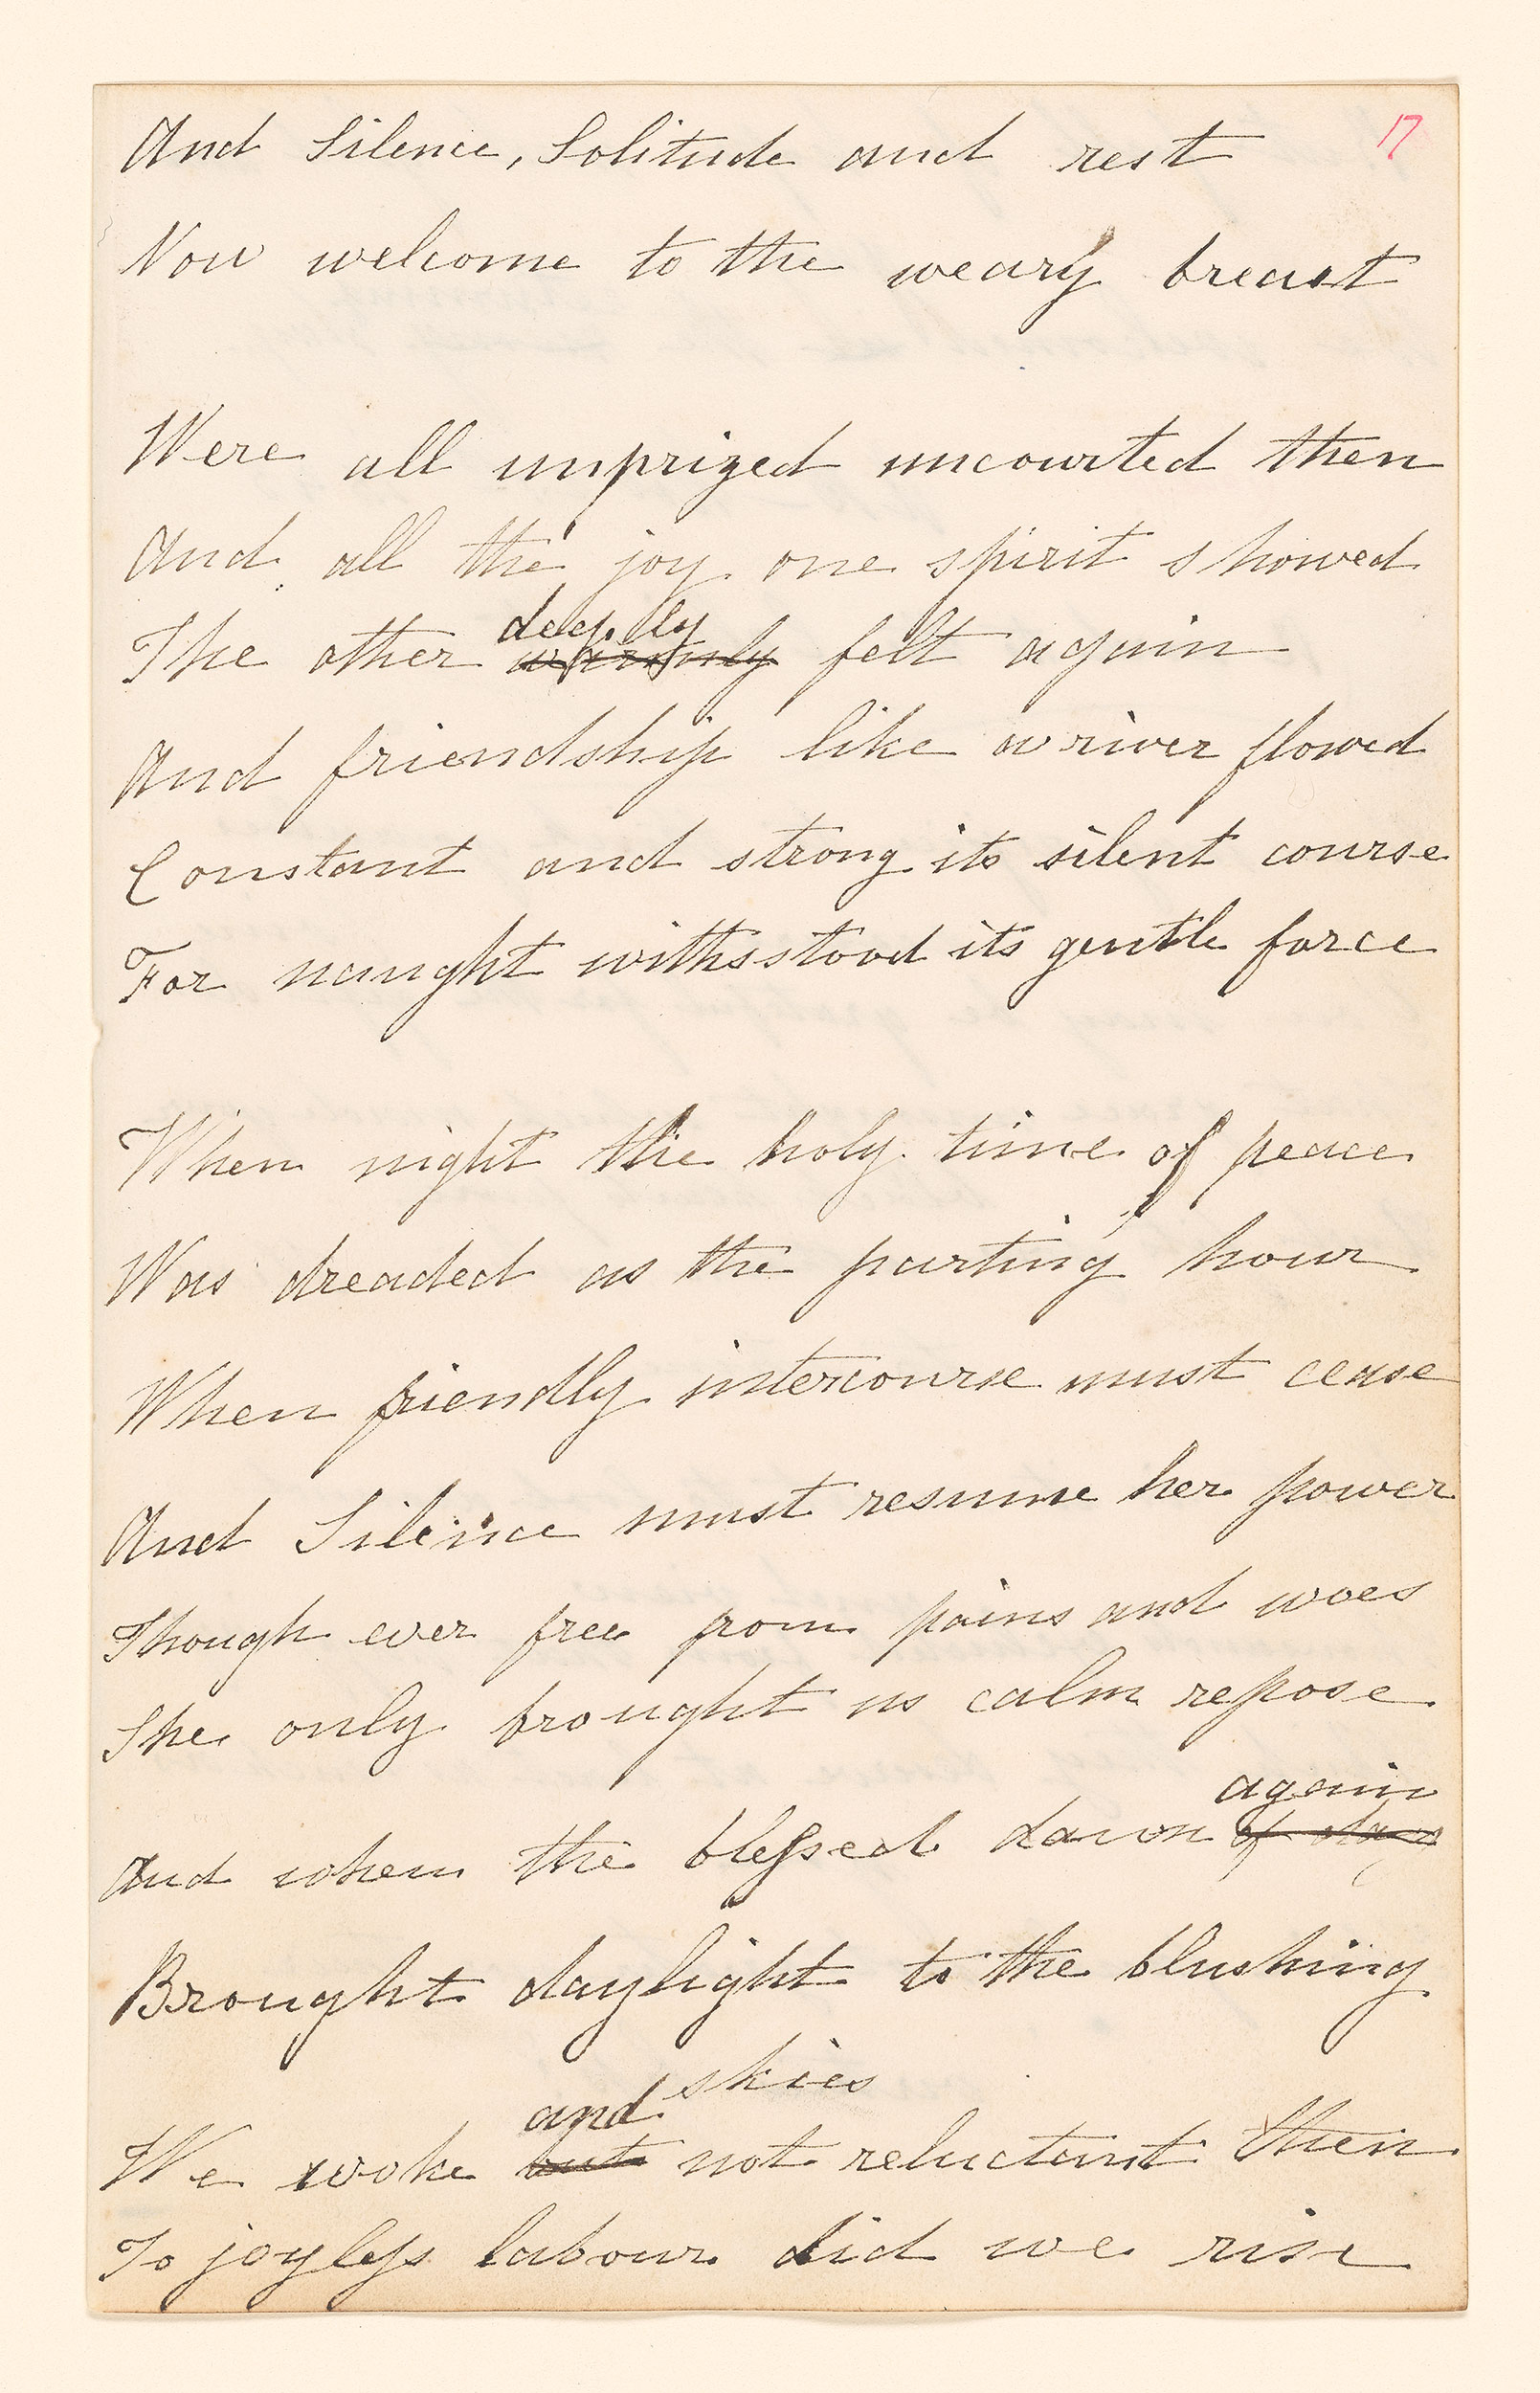 17
And Silence, Solitude and rest
Now welcome to the weary breast
Were all unprized uncourted then
And all the joy one spirit showed
deeply
The other warmly felt again
And friendship like a river flowed
Constant and strong its silent course
For naught withsstood its gentle force
When night the holy time of peace
Was dreaded as the parting hour
When friendly intercourse must cease
And Silence must resume her power
Though ever free from pains and woes
She only brought us calm repose
again
And when the blessed dawn of day
Brought daylight to the blushing
skies
and
We woke but not reluctant then
To joyless labour did we rise